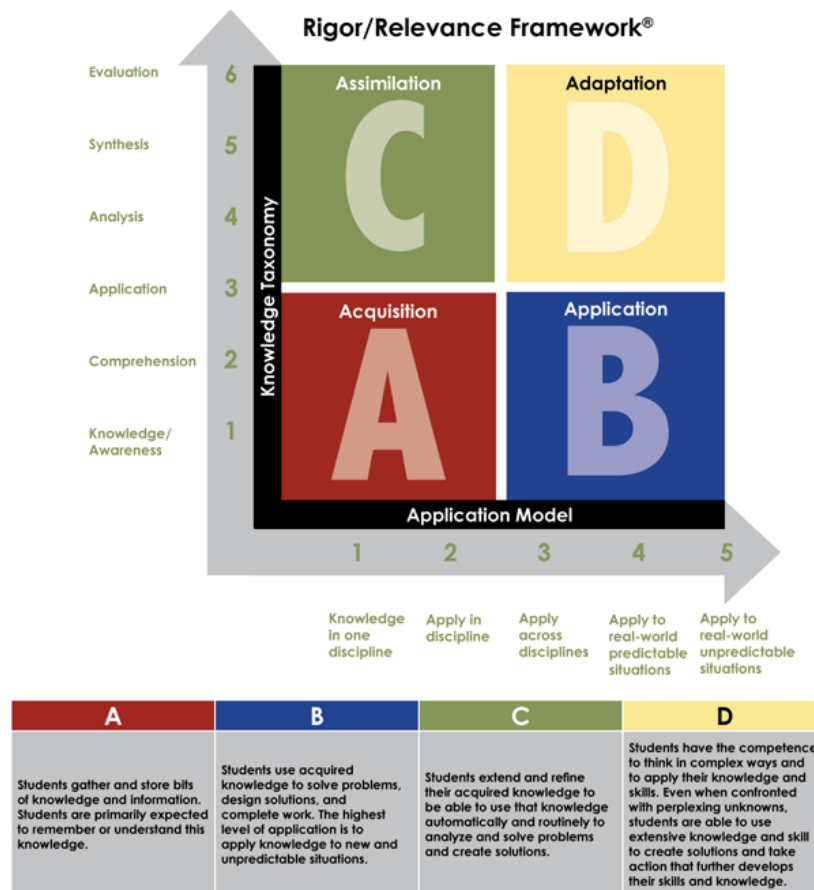 Rigor/Relevance Framework®
Evaluation
Synthesis
Analysis
Application
Comprehension
Knowledge/
Awareness
6
5
4
3
2
1
Knowledge Taxonomy
Assimilation
C
Adaptation
D
Acquisition
A
Application
B
Application Model
1 2 3 4 5
Knowledge
in one
discipline
Apply in
discipline
Apply
across
disciplines
Apply to
real-world
predictable
situations
Apply to
real-world
unpredictable
situations
A
Students gather and store bits
of knowledge and information.
Students are primarily expected
to remember or understand this
knowledge.
B
Students use acquired
knowledge to solve problems,
design solutions, and
complete work. The highest
level of application is to
apply knowledge to new and
unpredictable situations.
C
Students extend and refine
their acquired knowledge to
be able to use that knowledge
automatically and routinely to
analyze and solve problems
and create solutions.
D
Students have the competence
to think in complex ways and
to apply their knowledge and
skills. Even when confronted
with perplexing unknowns,
students are able to use
extensive knowledge and skill
to create solutions and take
action that further develops
their skills and knowledge.